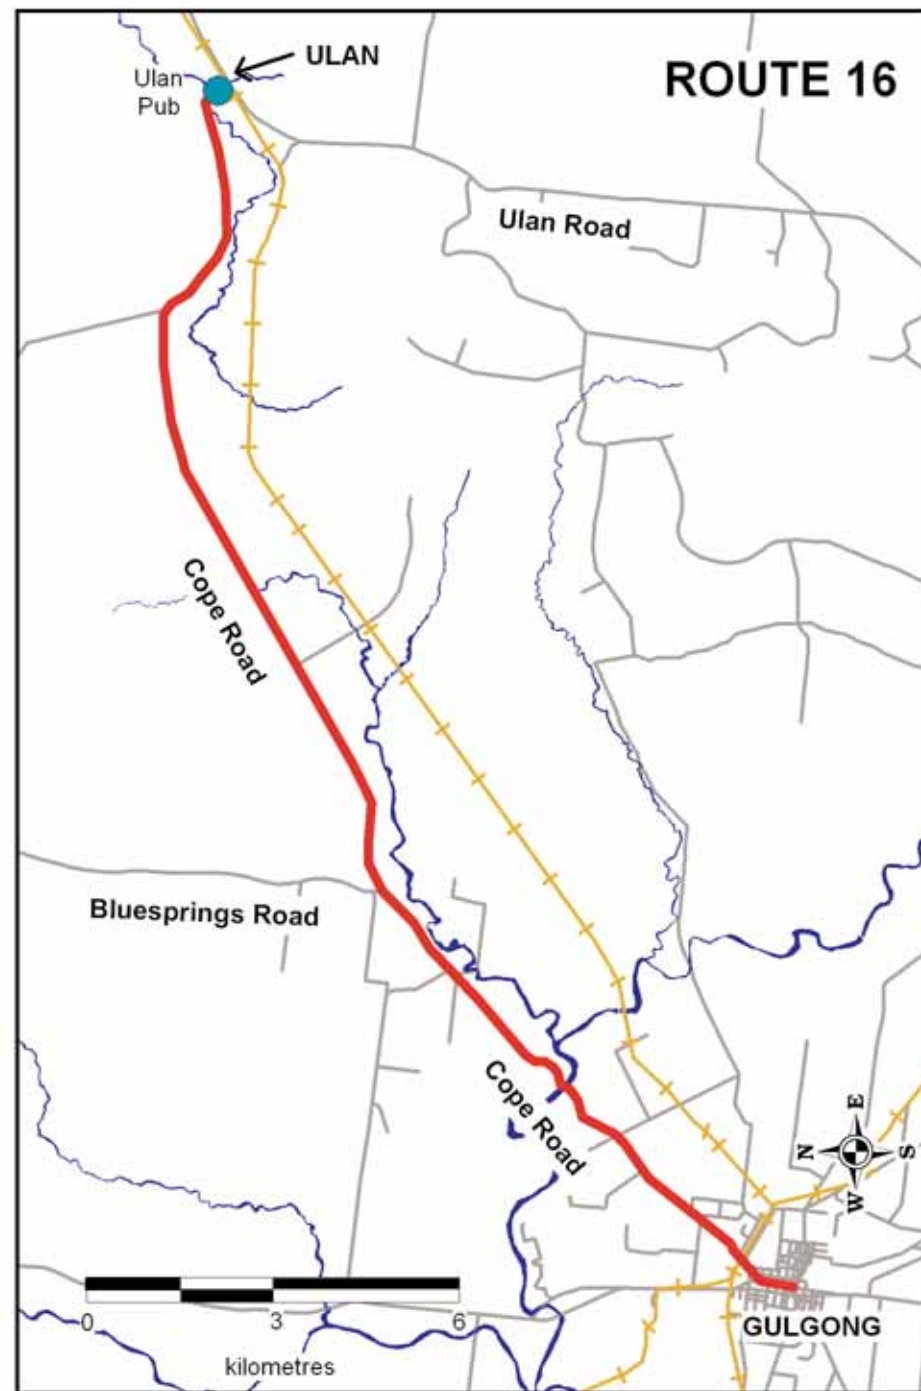 ULAN
Ulan
Pub
ROUTE 16
Ulan Road
Cope Road
Bluesprings Road
Cope Road
E
N
S
W
0
3
6
kilometres
GULGONG